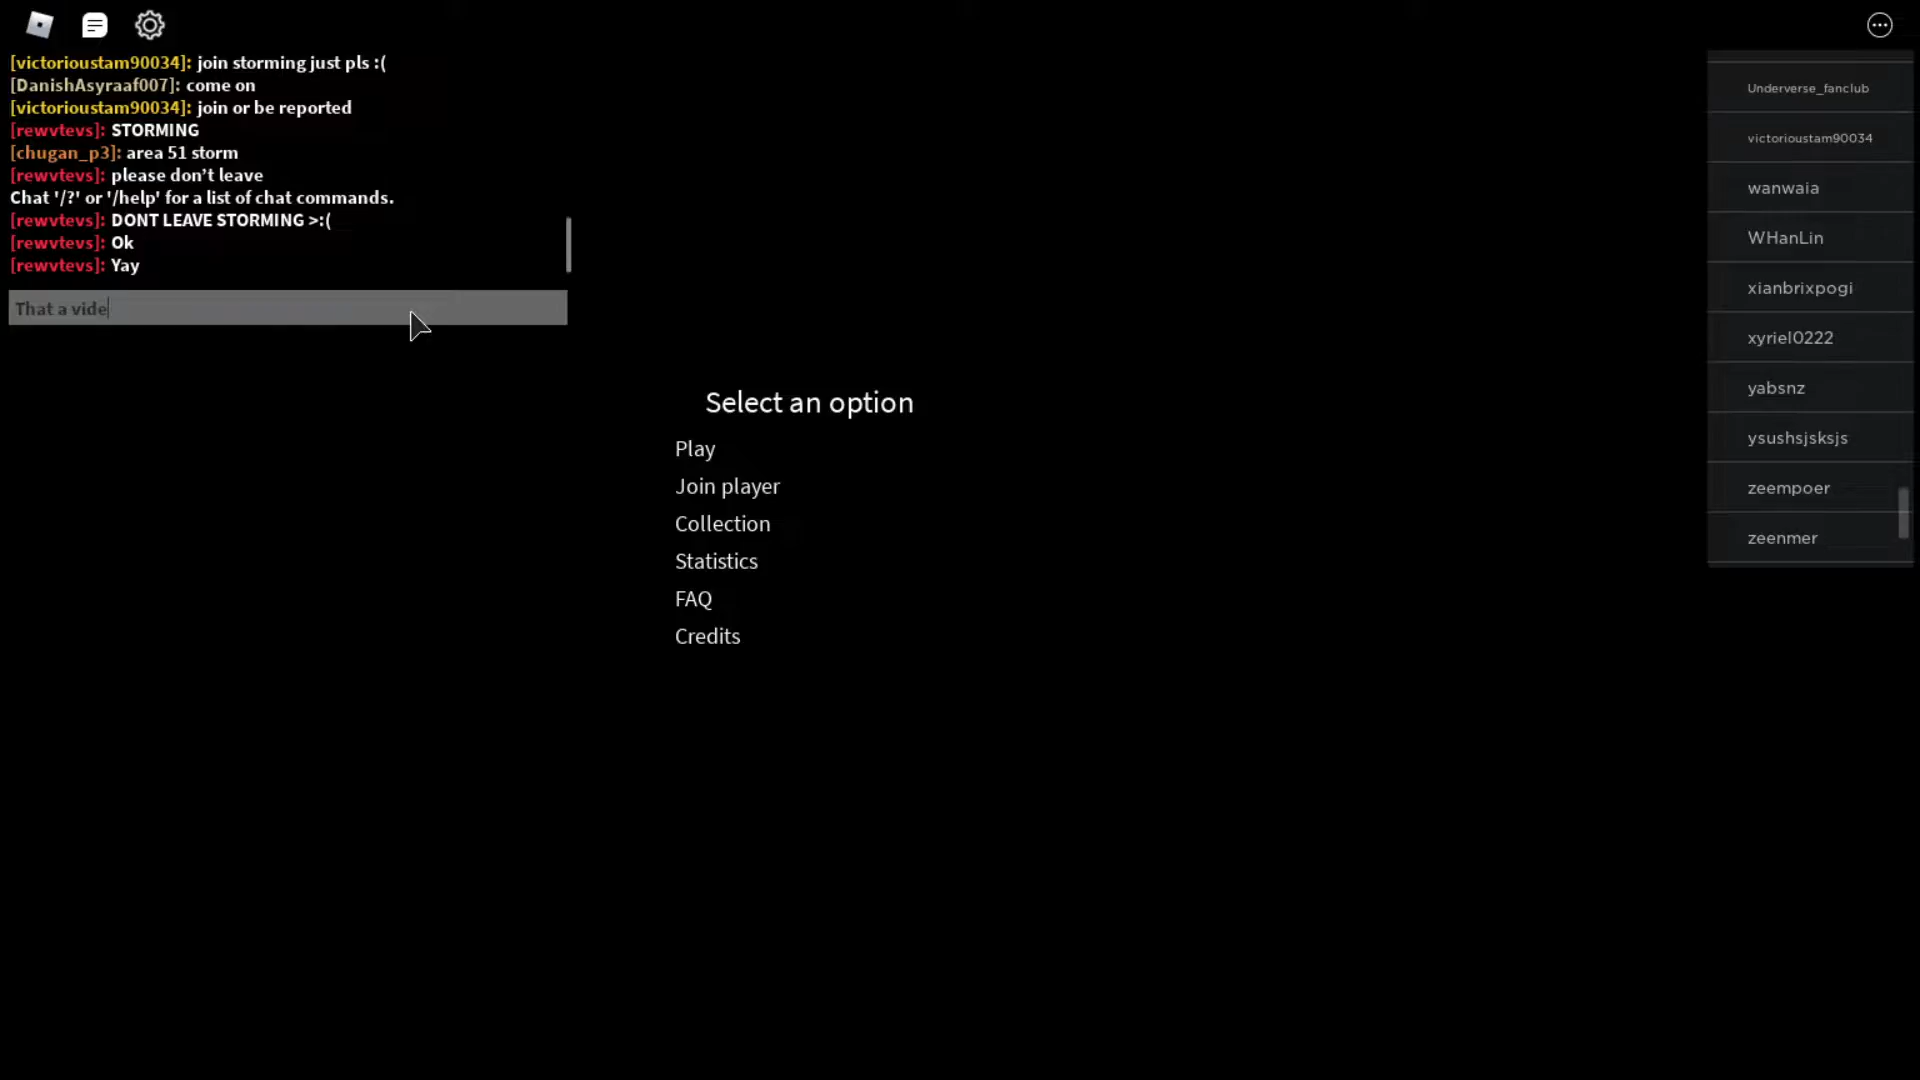 [victorioustam90034]: join storming just pls :(
[DanishAsyraaf007]: come on
[victorioustam90034]: join or be reported
[rewvtevs]: STORMING
[chugan_p3]: area 51 storm
[rewvtevs]: please don't leave
Chat '/?' or '/help' for a list of chat commands.
[rewvtevs]: DONT LEAVE STORMING >:(
[rewvtevs]: Ok
[rewvtevs]: Yay
That a vide
Select an option
Play
Join player
Collection
Statistics
FAQ
Credits
Underverse_fanclub
victorioustam90034
wanwaia
WHanLin
xianbrixpogi
xyriel0222
yabsnz
ysushsjsksjs
zeempoer
zeenmer